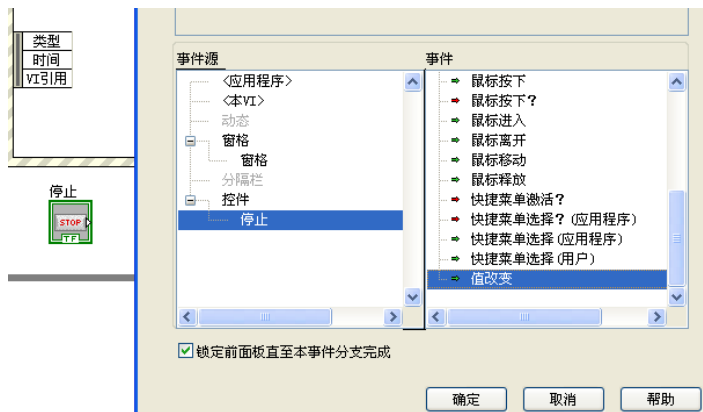 类型
时间
VI引用
停止
STOP
TF
事件源
<应用程序>
<本VI>
动态
窗格
窗格
分隔栏
控件
停止
事件
鼠标按下
鼠标按下?
鼠标进入
鼠标离开
鼠标移动
鼠标释放
快捷菜单激活?
快捷菜单选择?(应用程序)
快捷菜单选择(应用程序)
快捷菜单选择(用户)
值改变
锁定前面板直至本事件分支完成
确定
取消
帮助